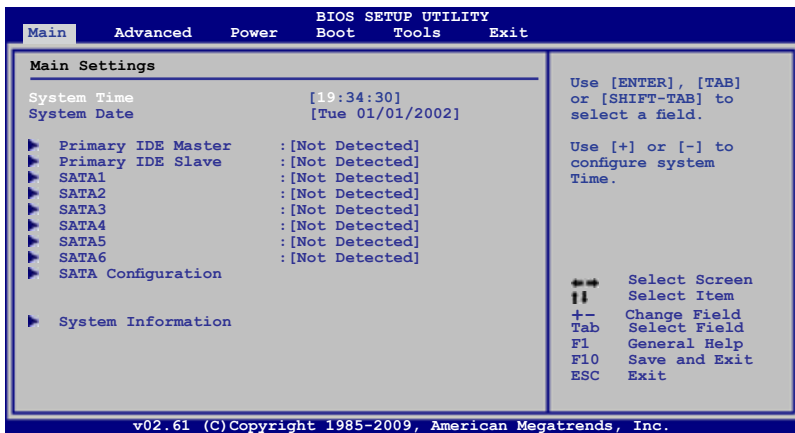 BIOS SETUP UTILITY
Main Advanced Power Boot Tools Exit
Main Settings
System Time [19:34:30]
System Date [Tue 01/01/2002]
Primary IDE Master :[Not Detected]
Primary IDE Slave :[Not Detected]
SATA1 :[Not Detected]
SATA2 :[Not Detected]
SATA3 :[Not Detected]
SATA4 :[Not Detected]
SATA5 :[Not Detected]
SATA6 :[Not Detected]
SATA Configuration
System Information
Use [ENTER], [TAB]
or [SHIFT-TAB] to
select a field.
Use [+] or [-] to
configure system
Time.
Select Screen
Select Item
+- Change Field
Tab Select Field
F1 General Help
F10 Save and Exit
ESC Exit
v02.61 (C)Copyright 1985-2009, American Megatrends, Inc.